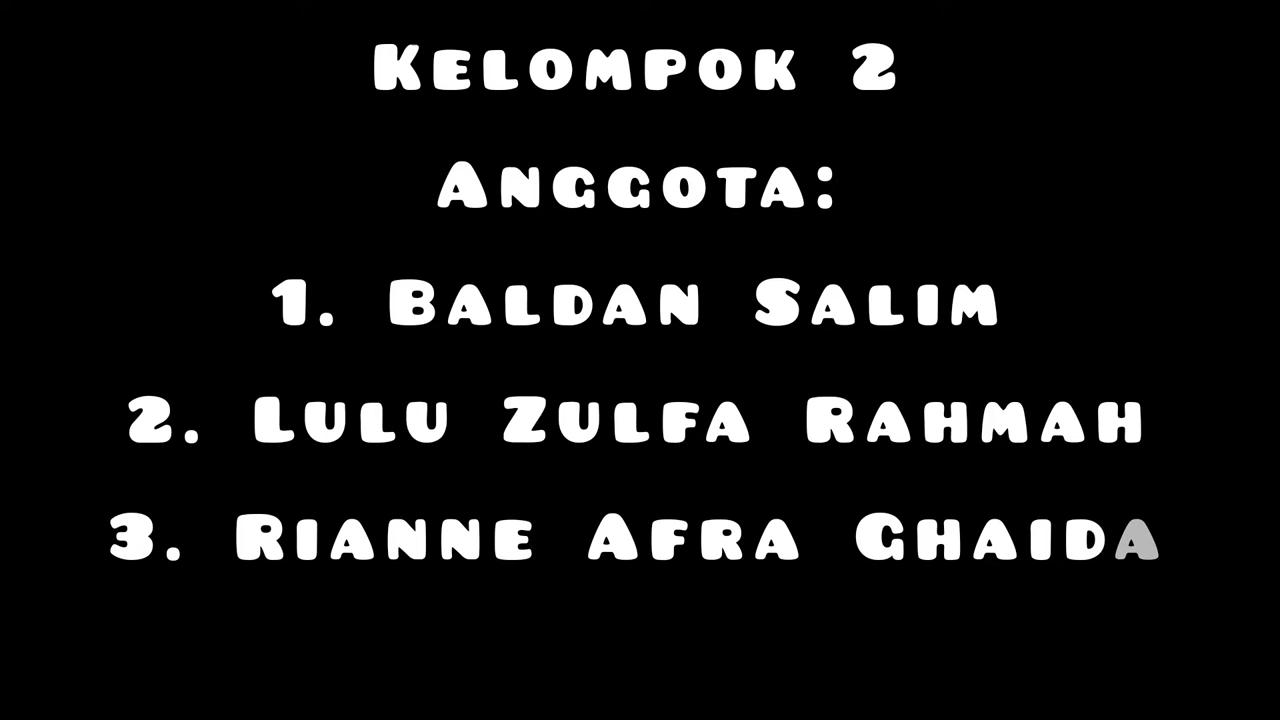 Kelompok 2
Anggota:
1. Baldan Salim
2. Lulu Zulfa Rahmah
3. Rianne Afra Ghaida